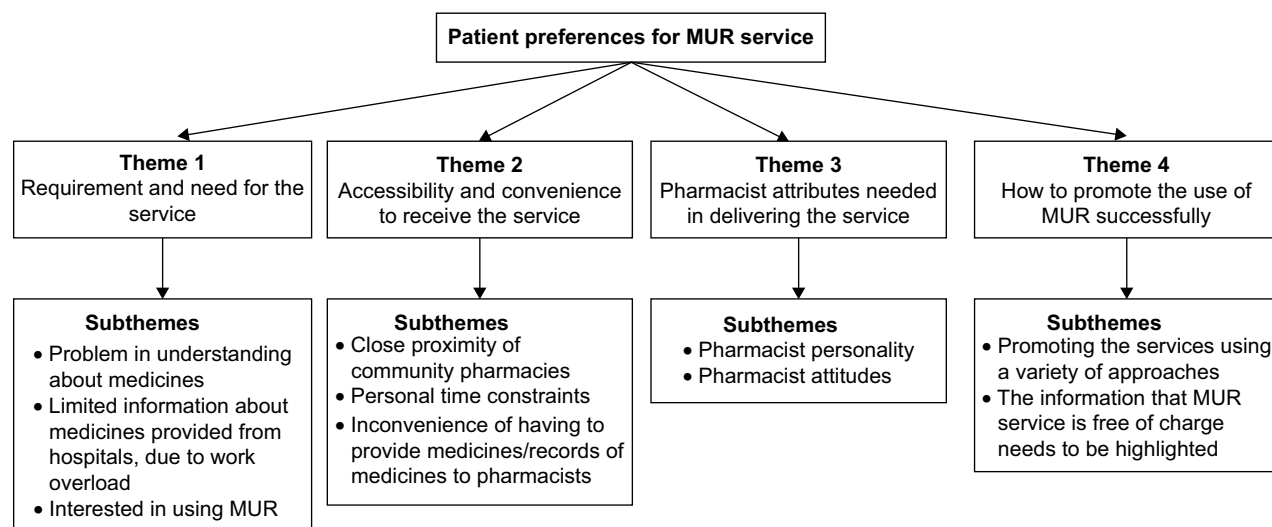 Patient preferences for MUR service
Theme 1
Requirement and need for the
service
Theme 2
Accessibility and convenience
to receive the service
Theme 3
Pharmacist attributes needed
in delivering the service
Theme 4
How to promote the use of
MUR successfully
Subthemes
• Problem in understanding
about medicines
• Limited information about
medicines provided from
hospitals, due to work
overload
• Interested in using MUR
Subthemes
• Close proximity of
community pharmacies
• Personal time constraints
• Inconvenience of having to
provide medicines/records of
medicines to pharmacists
Subthemes
• Pharmacist personality
• Pharmacist attitudes
Subthemes
• Promoting the services using
a variety of approaches
• The information that MUR
service is free of charge
needs to be highlighted